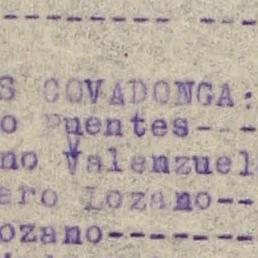 S COVADONGA:
o Puentes---
no Valenzuel
ero Lozano--
ozano-------